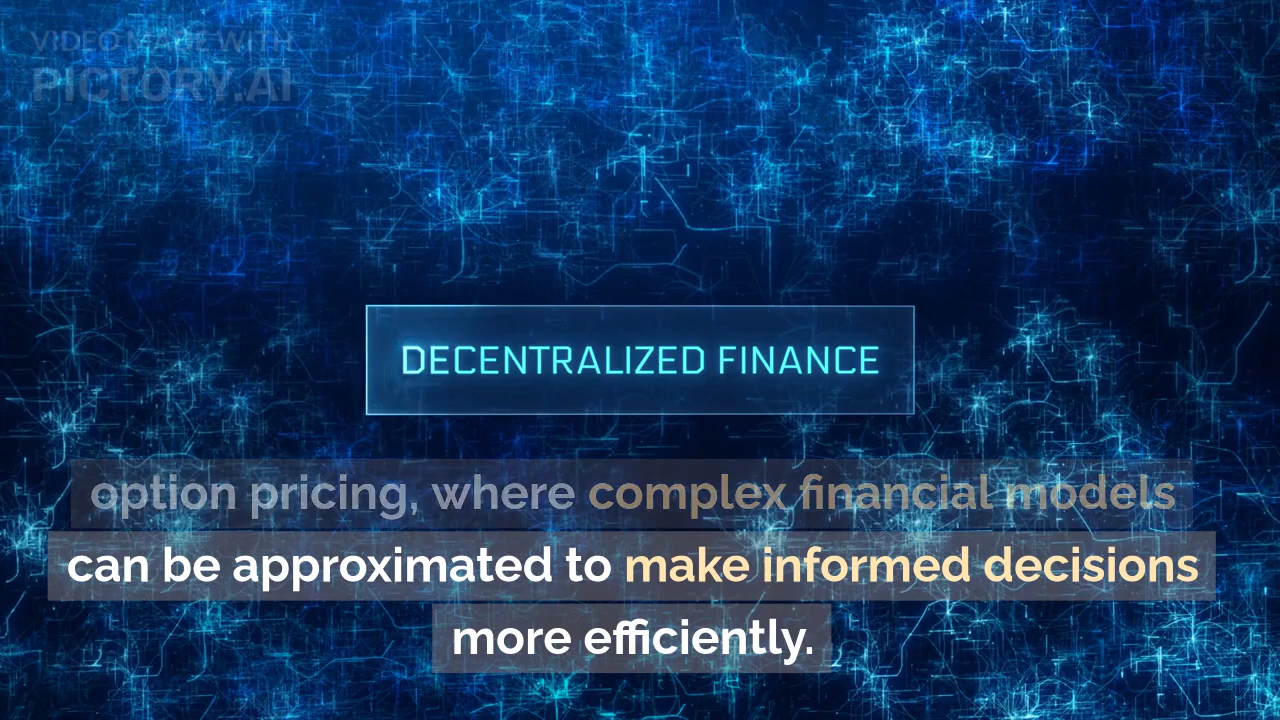 VIDEO MADE WITH
PICTORY.AI
DECENTRALIZED FINANCE
option pricing, where complex financial models
can be approximated to make informed decisions
more efficiently.